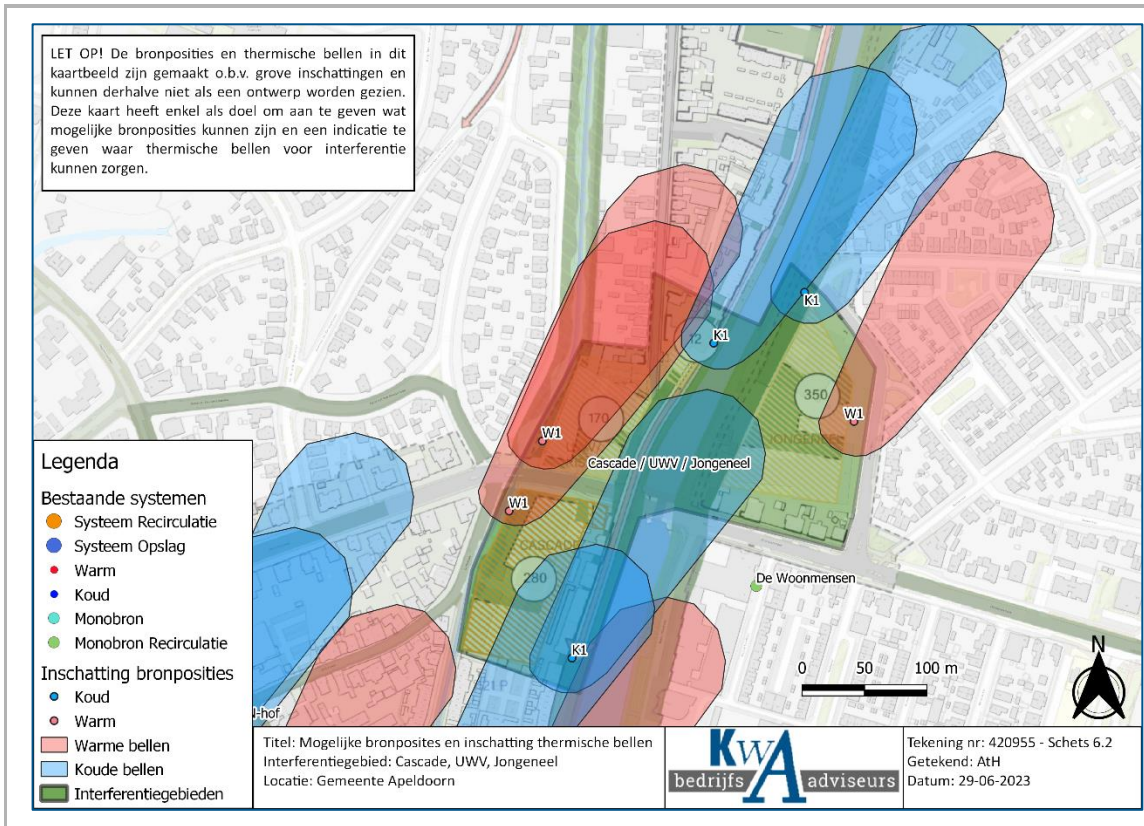 LET OP! De bronposities en thermische bellen in dit
kaartbeeld zijn gemaakt o.b.v. grove inschattingen en
kunnen derhalve niet als een ontwerp worden gezien.
Deze kaart heeft enkel als doel om aan te geven wat
mogelijke bronposities kunnen zijn en een indicatie te
geven waar thermische bellen voor interferentie
kunnen zorgen.
K1
12
K1
350
W1
170
W1
JONGENEEL
Cascade / UWV / Jongeneel
W1
CASCADE
280
De Woonmensen
K1
N-hof
0 50 100 m
N
Legenda
Bestaande systemen
Systeem Recirculatie
Systeem Opslag
Warm
Koud
Monobron
Monobron Recirculatie
Inschatting bronposities
Koud
Warm
Warme bellen
Koude bellen
Interferentiegebieden
Titel: Mogelijke bronposites en inschatting thermische bellen
Interferentiegebied: Cascade, UWV, Jongeneel
Locatie: Gemeente Apeldoorn
KWA
bedrijfs adviseurs
Tekening nr: 420955 - Schets 6.2
Getekend: AtH
Datum: 29-06-2023